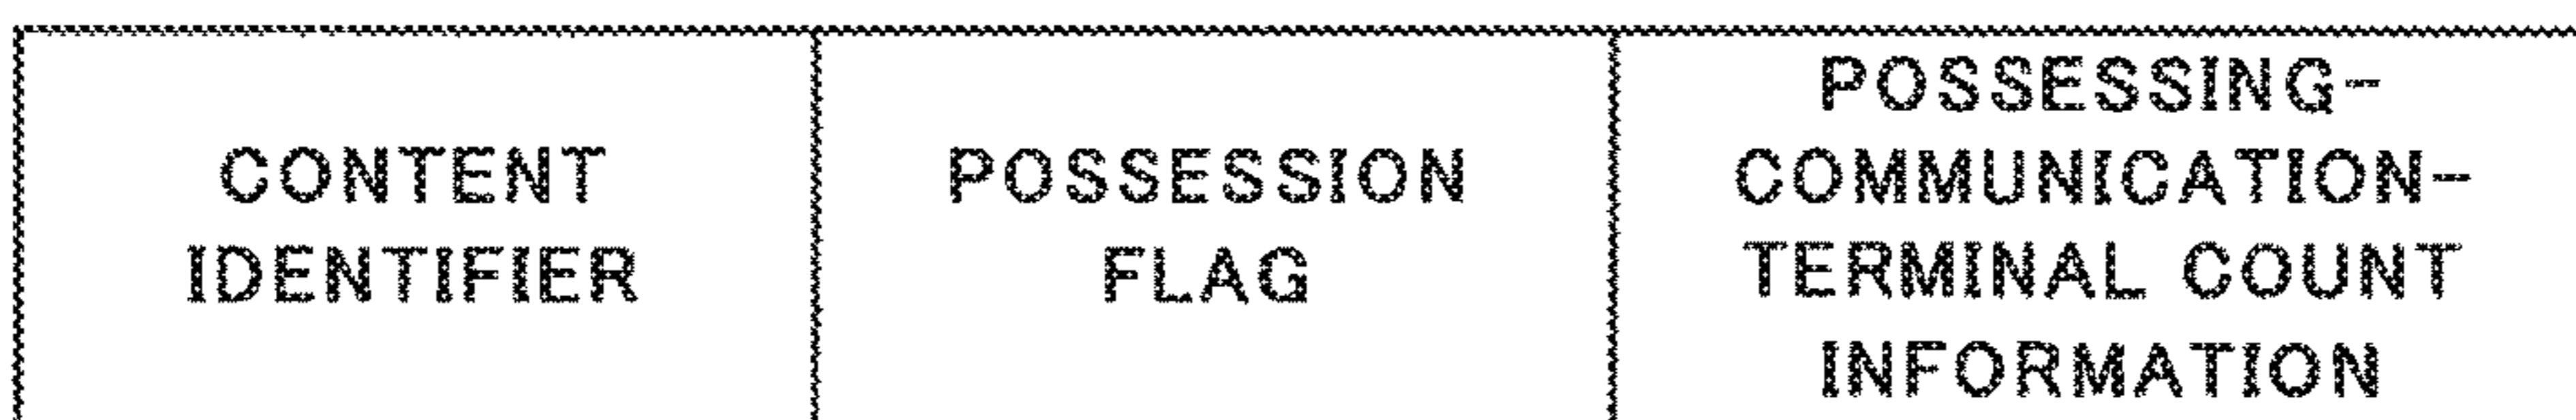 CONTENT
IDENTIFIER
POSSESSION
FLAG
POSSESSING-
COMMUNICATION-
TERMINAL COUNT
INFORMATION